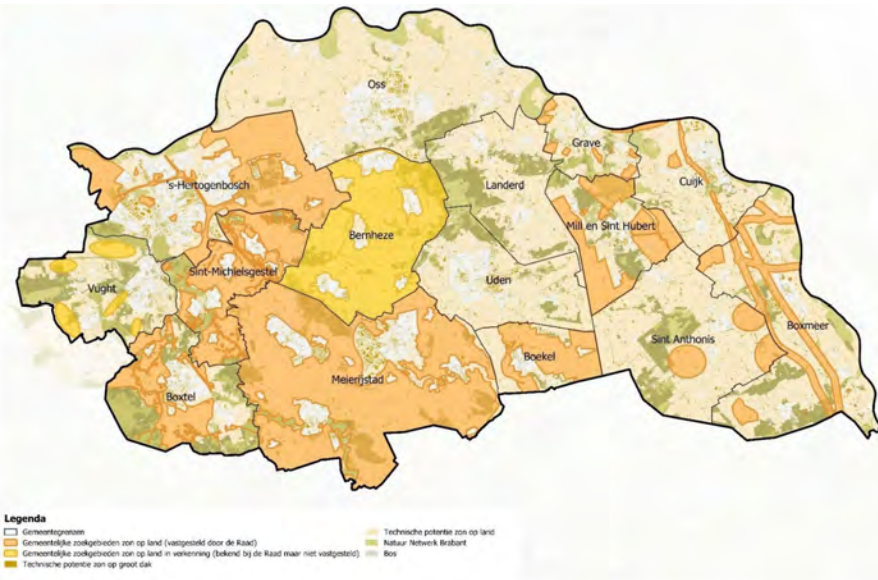 Oss
Grave
's-Hertogenbosch
Landerd
Cuijk
Bernheze
Mill en Sint Hubert
Sint-Michielsgestel
Uden
Vught
Boxmeer
Sint Anthonis
Boekel
Meierijstad
Boxtel
Legenda
Gemeentegrenzen
Gemeentelijke zoekgebieden zon op land (vastgesteld door de Raad)
Gemeentelijke zoekgebieden zon op land in verkenning (bekend bij de Raad maar niet vastgesteld)
Technische potentie zon op groot dak
Technische potentie zon op land
Natuur Netwerk Brabant
Bos